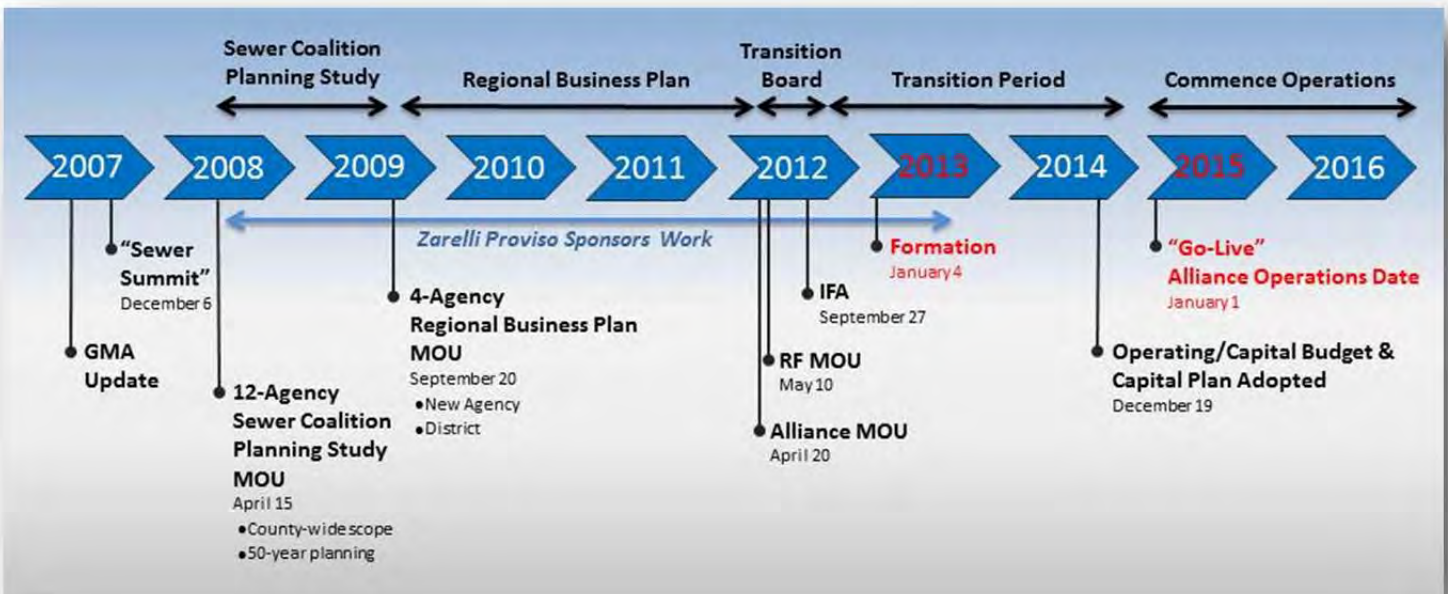 Sewer Coalition
Planning Study
Regional Business Plan
Transition
Board
Transition Period
Commence Operations
2007
2008
2009
2010
2011
2012
2013
2014
2015
2016
Zarelli Proviso Sponsors Work
"Sewer
Summit"
December 6
GMA
Update
12-Agency
Sewer Coalition
Planning Study
MOU
April 15
●County-wide scope
●50-year planning
4-Agency
Regional Business Plan
MOU
September 20
●New Agency
●District
Alliance MOU
April 20
RF MOU
May 10
IFA
September 27
Formation
January 4
Operating/Capital Budget &
Capital Plan Adopted
December 19
"Go-Live"
Alliance Operations Date
January 1